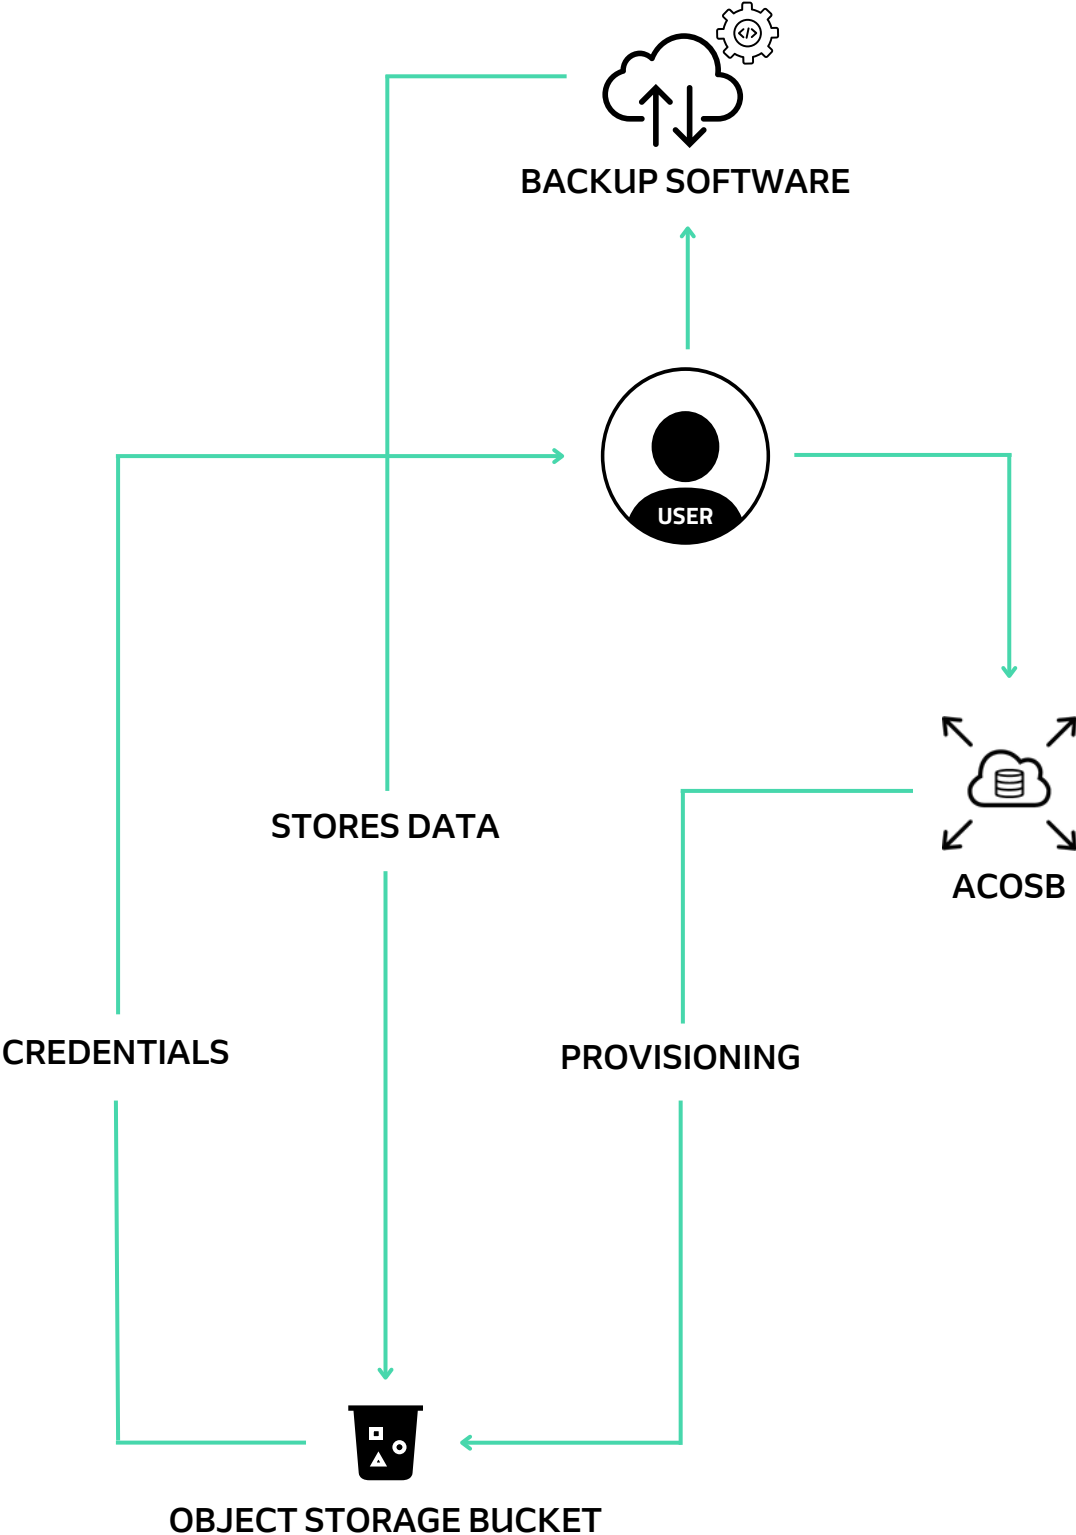 BACKUP SOFTWARE
USER
STORES DATA
ACOSB
CREDENTIALS
PROVISIONING
OBJECT STORAGE BUCKET